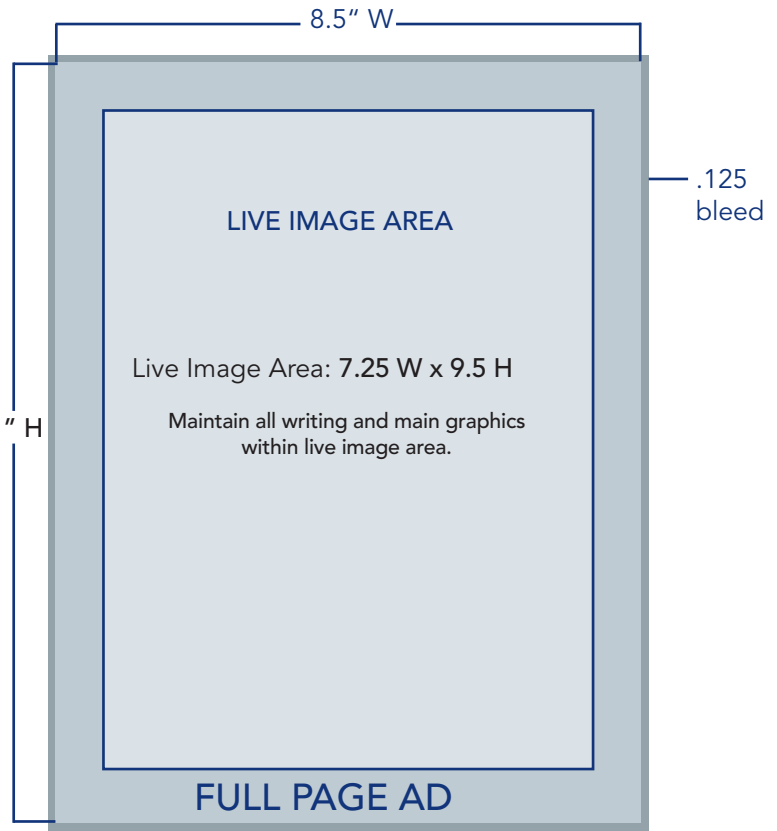 8.5“ W
.125
bleed
LIVE IMAGE AREA
Live Image Area: 7.25 W x 9.5 H
Maintain all writing and main graphics
within live image area.
” H
FULL PAGE AD